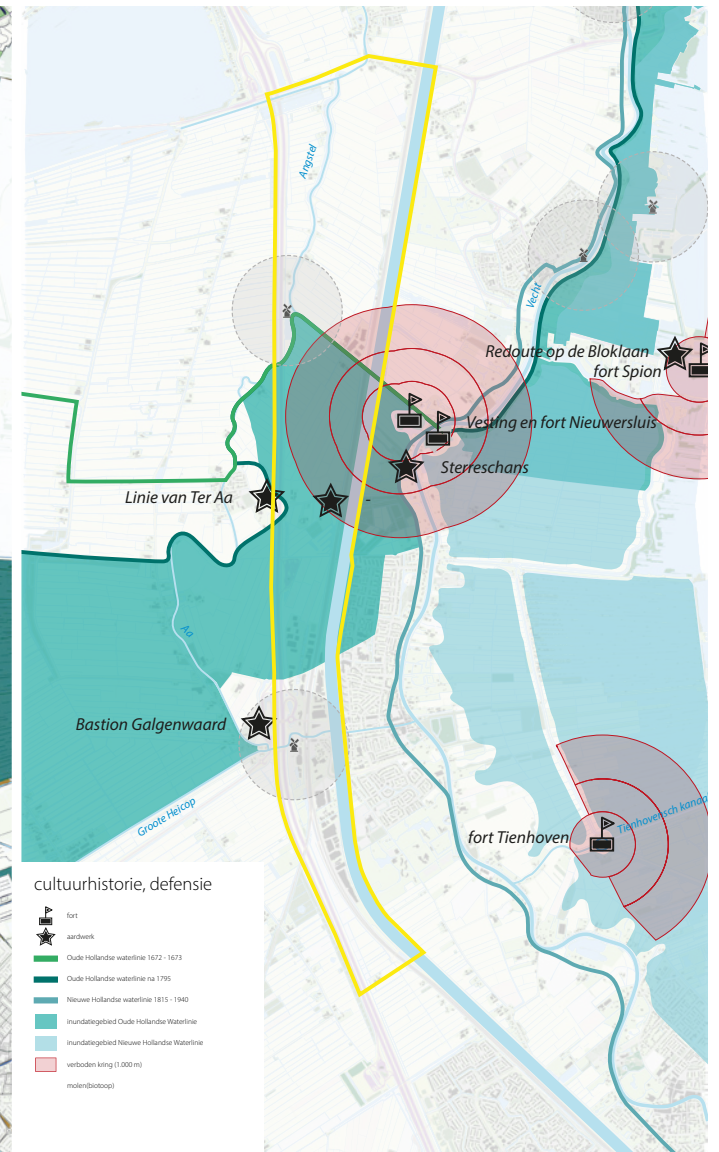 Angstel
Vecht
Redoute op de Bloklaan
fort Spion
Vesting en fort Nieuwersluis
Sterreschans
Linie van Ter Aa
-
Aa
Bastion Galgenwaard
Groote Heicop
fort Tienhoven
Tienhovensch kanaa
cultuurhistorie, defensie
fort
aardwerk
Oude Hollandse waterlinie 1672 - 1673
Oude Hollandse waterlinie na 1795
Nieuwe Hollandse waterlinie 1815 - 1940
inundatiegebied Oude Hollandse Waterlinie
inundatiegebied Nieuwe Hollandse Waterlinie
verboden kring (1.000 m)
molen(biotoop)